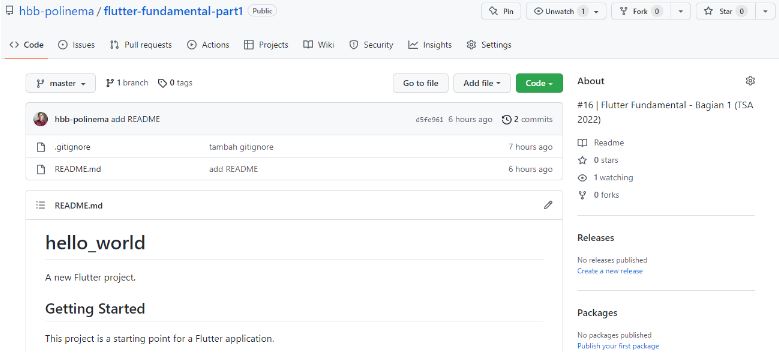 hbb-polinema / flutter-fundamental-part1 Public
Pin Unwatch 1 Fork 0 Star 0
Code Issues Pull requests Actions Projects Wiki Security Insights Settings
master 1 branch 0 tags Go to file Add file Code
hbb-polinema add README d5fe961 6 hours ago 2 commits
.gitignore tambah gitignore 7 hours ago
README.md add README 6 hours ago
README.md
hello_world
A new Flutter project.
Getting Started
This project is a starting point for a Flutter application.
About
#16 | Flutter Fundamental - Bagian 1 (TSA
2022)
Readme
0 stars
1 watching
0 forks
Releases
No releases published
Create a new release
Packages
No packages published
Publish your first package